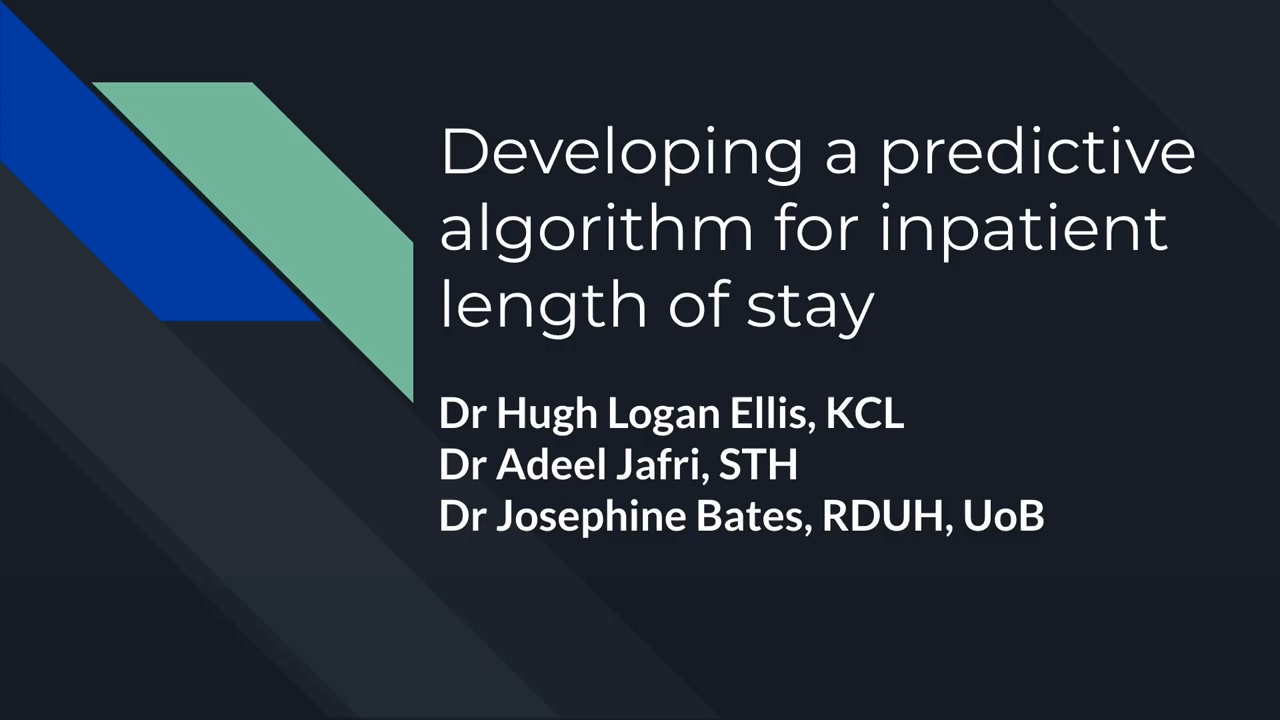 Developing a predictive
algorithm for inpatient
length of stay
Dr Hugh Logan Ellis, KCL
Dr Adeel Jafri, STH
Dr Josephine Bates, RDUH, UoB